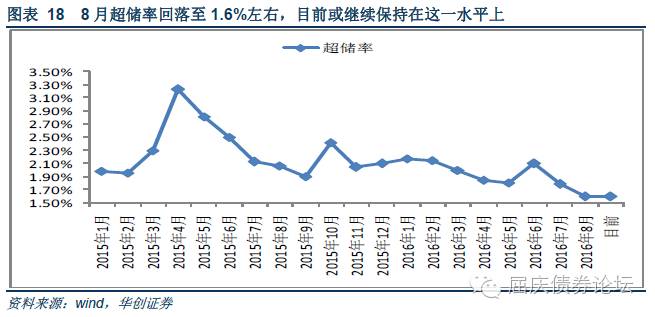 图表 18 8月超储率回落至1.6%左右，目前或继续保持在这一水平上
超储率
3.50%
3.30%
3.10%
2.90%
2.70%
2.50%
2.30%
2.10%
1.90%
1.70%
1.50%
2015年1月
2015年2月
2015年3月
2015年4月
2015年5月
2015年6月
2015年7月
2015年8月
2015年9月
2015年10月
2015年11月
2015年12月
2016年1月
2016年2月
2016年3月
2016年4月
2016年5月
2016年6月
2016年7月
2016年8月
目前
屈庆债券论坛
资料来源：wind，华创证券